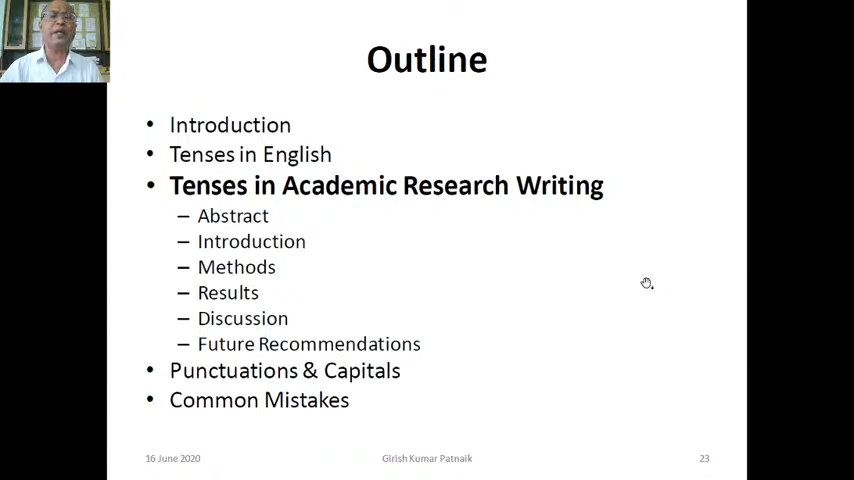 Outline
• Introduction
• Tenses in English
• Tenses in Academic Research Writing
– Abstract
– Introduction
– Methods
– Results
– Discussion
– Future Recommendations
• Punctuations & Capitals
• Common Mistakes
16 June 2020 Girish Kumar Patnaik 23